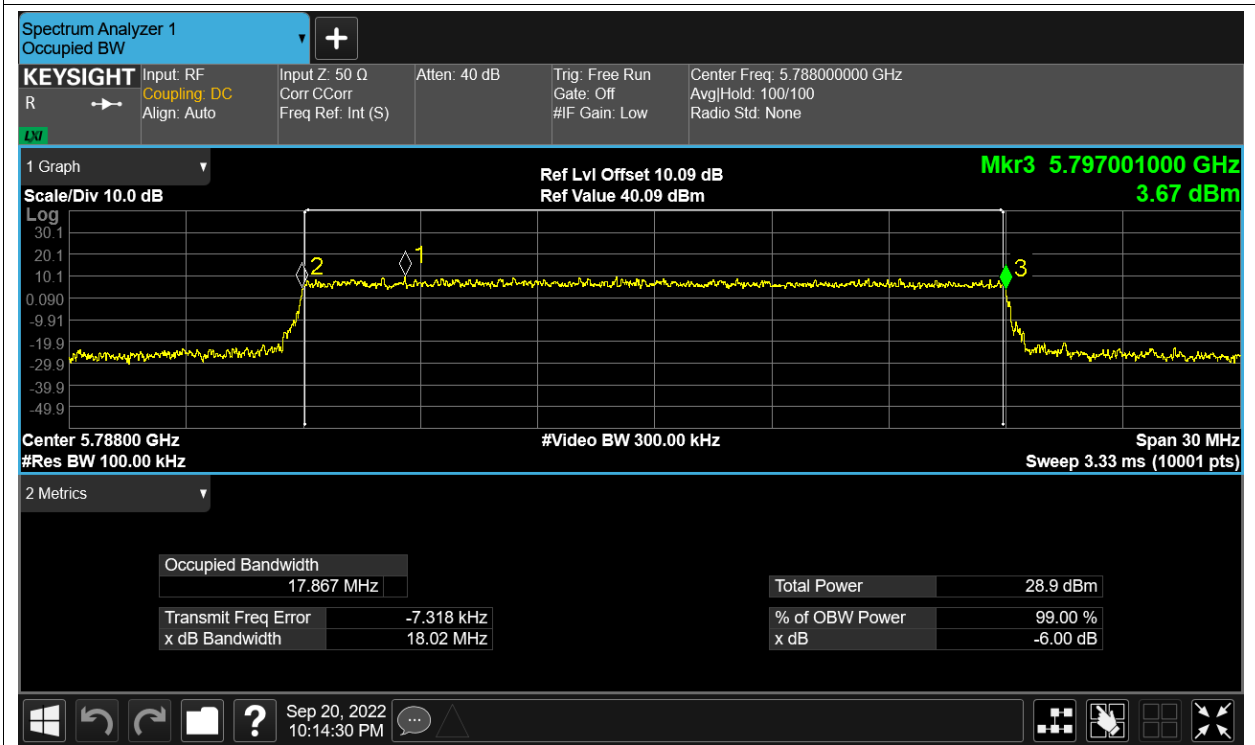 Spectrum Analyzer 1
Occupied BW
KEYSIGHT
R
LXI
Input: RF
Coupling: DC
Align: Auto
Input Z: 50 Ω
Corr CCorr
Freq Ref: Int (S)
Atten: 40 dB
Trig: Free Run
Gate: Off
#IF Gain: Low
Center Freq: 5.788000000 GHz
Avg|Hold: 100/100
Radio Std: None
1 Graph
Scale/Div 10.0 dB
Ref Lvl Offset 10.09 dB
Ref Value 40.09 dBm
Mkr3 5.797001000 GHz
3.67 dBm
Log
30.1
20.1
10.1
0.090
-9.91
-19.9
-29.9
-39.9
-49.9
1
2
3
Center 5.78800 GHz
#Video BW 300.00 kHz
Span 30 MHz
#Res BW 100.00 kHz
Sweep 3.33 ms (10001 pts)
2 Metrics
Occupied Bandwidth
17.867 MHz
Total Power 28.9 dBm
Transmit Freq Error -7.318 kHz
% of OBW Power 99.00 %
x dB Bandwidth 18.02 MHz
x dB -6.00 dB
?
Sep 20, 2022
10:14:30 PM